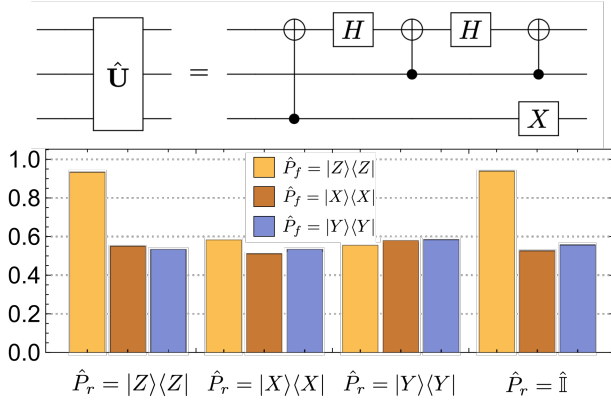 Û = H H
X
1.0
P̂_f = |Z⟩⟨Z|
0.8
P̂_f = |X⟩⟨X|
0.6
P̂_f = |Y⟩⟨Y|
0.4
0.2
0.0
P̂_r = |Z⟩⟨Z| P̂_r = |X⟩⟨X| P̂_r = |Y⟩⟨Y| P̂_r = 𝕀̂